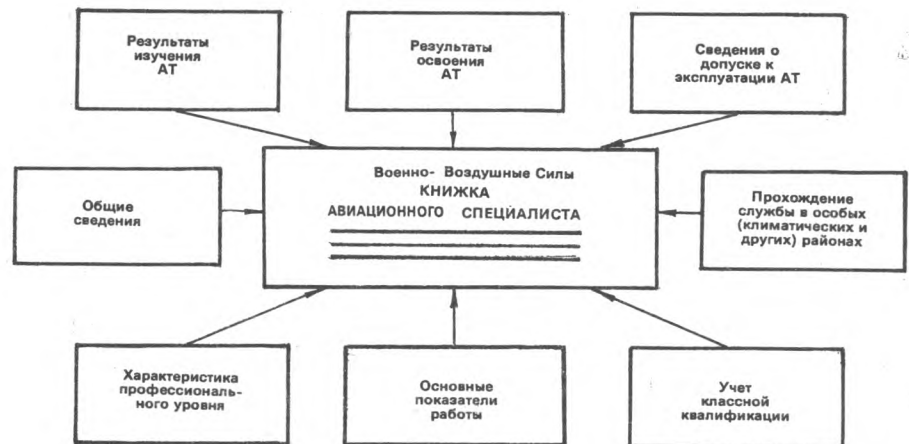 Результаты
изучения
АТ
Результаты
освоения
АТ
Сведения о
допуске к
эксплуатации АТ
Общие
сведения
Военно- Воздушные Силы
КНИЖКА
АВИАЦИОННОГО СПЕЦИАЛИСТА
Прохождение
службы в особых
(климатических и
других) районах
Характеристика
профессиональ-
ного уровня
Основные
показатели
работы
Учет
классной
квалификации